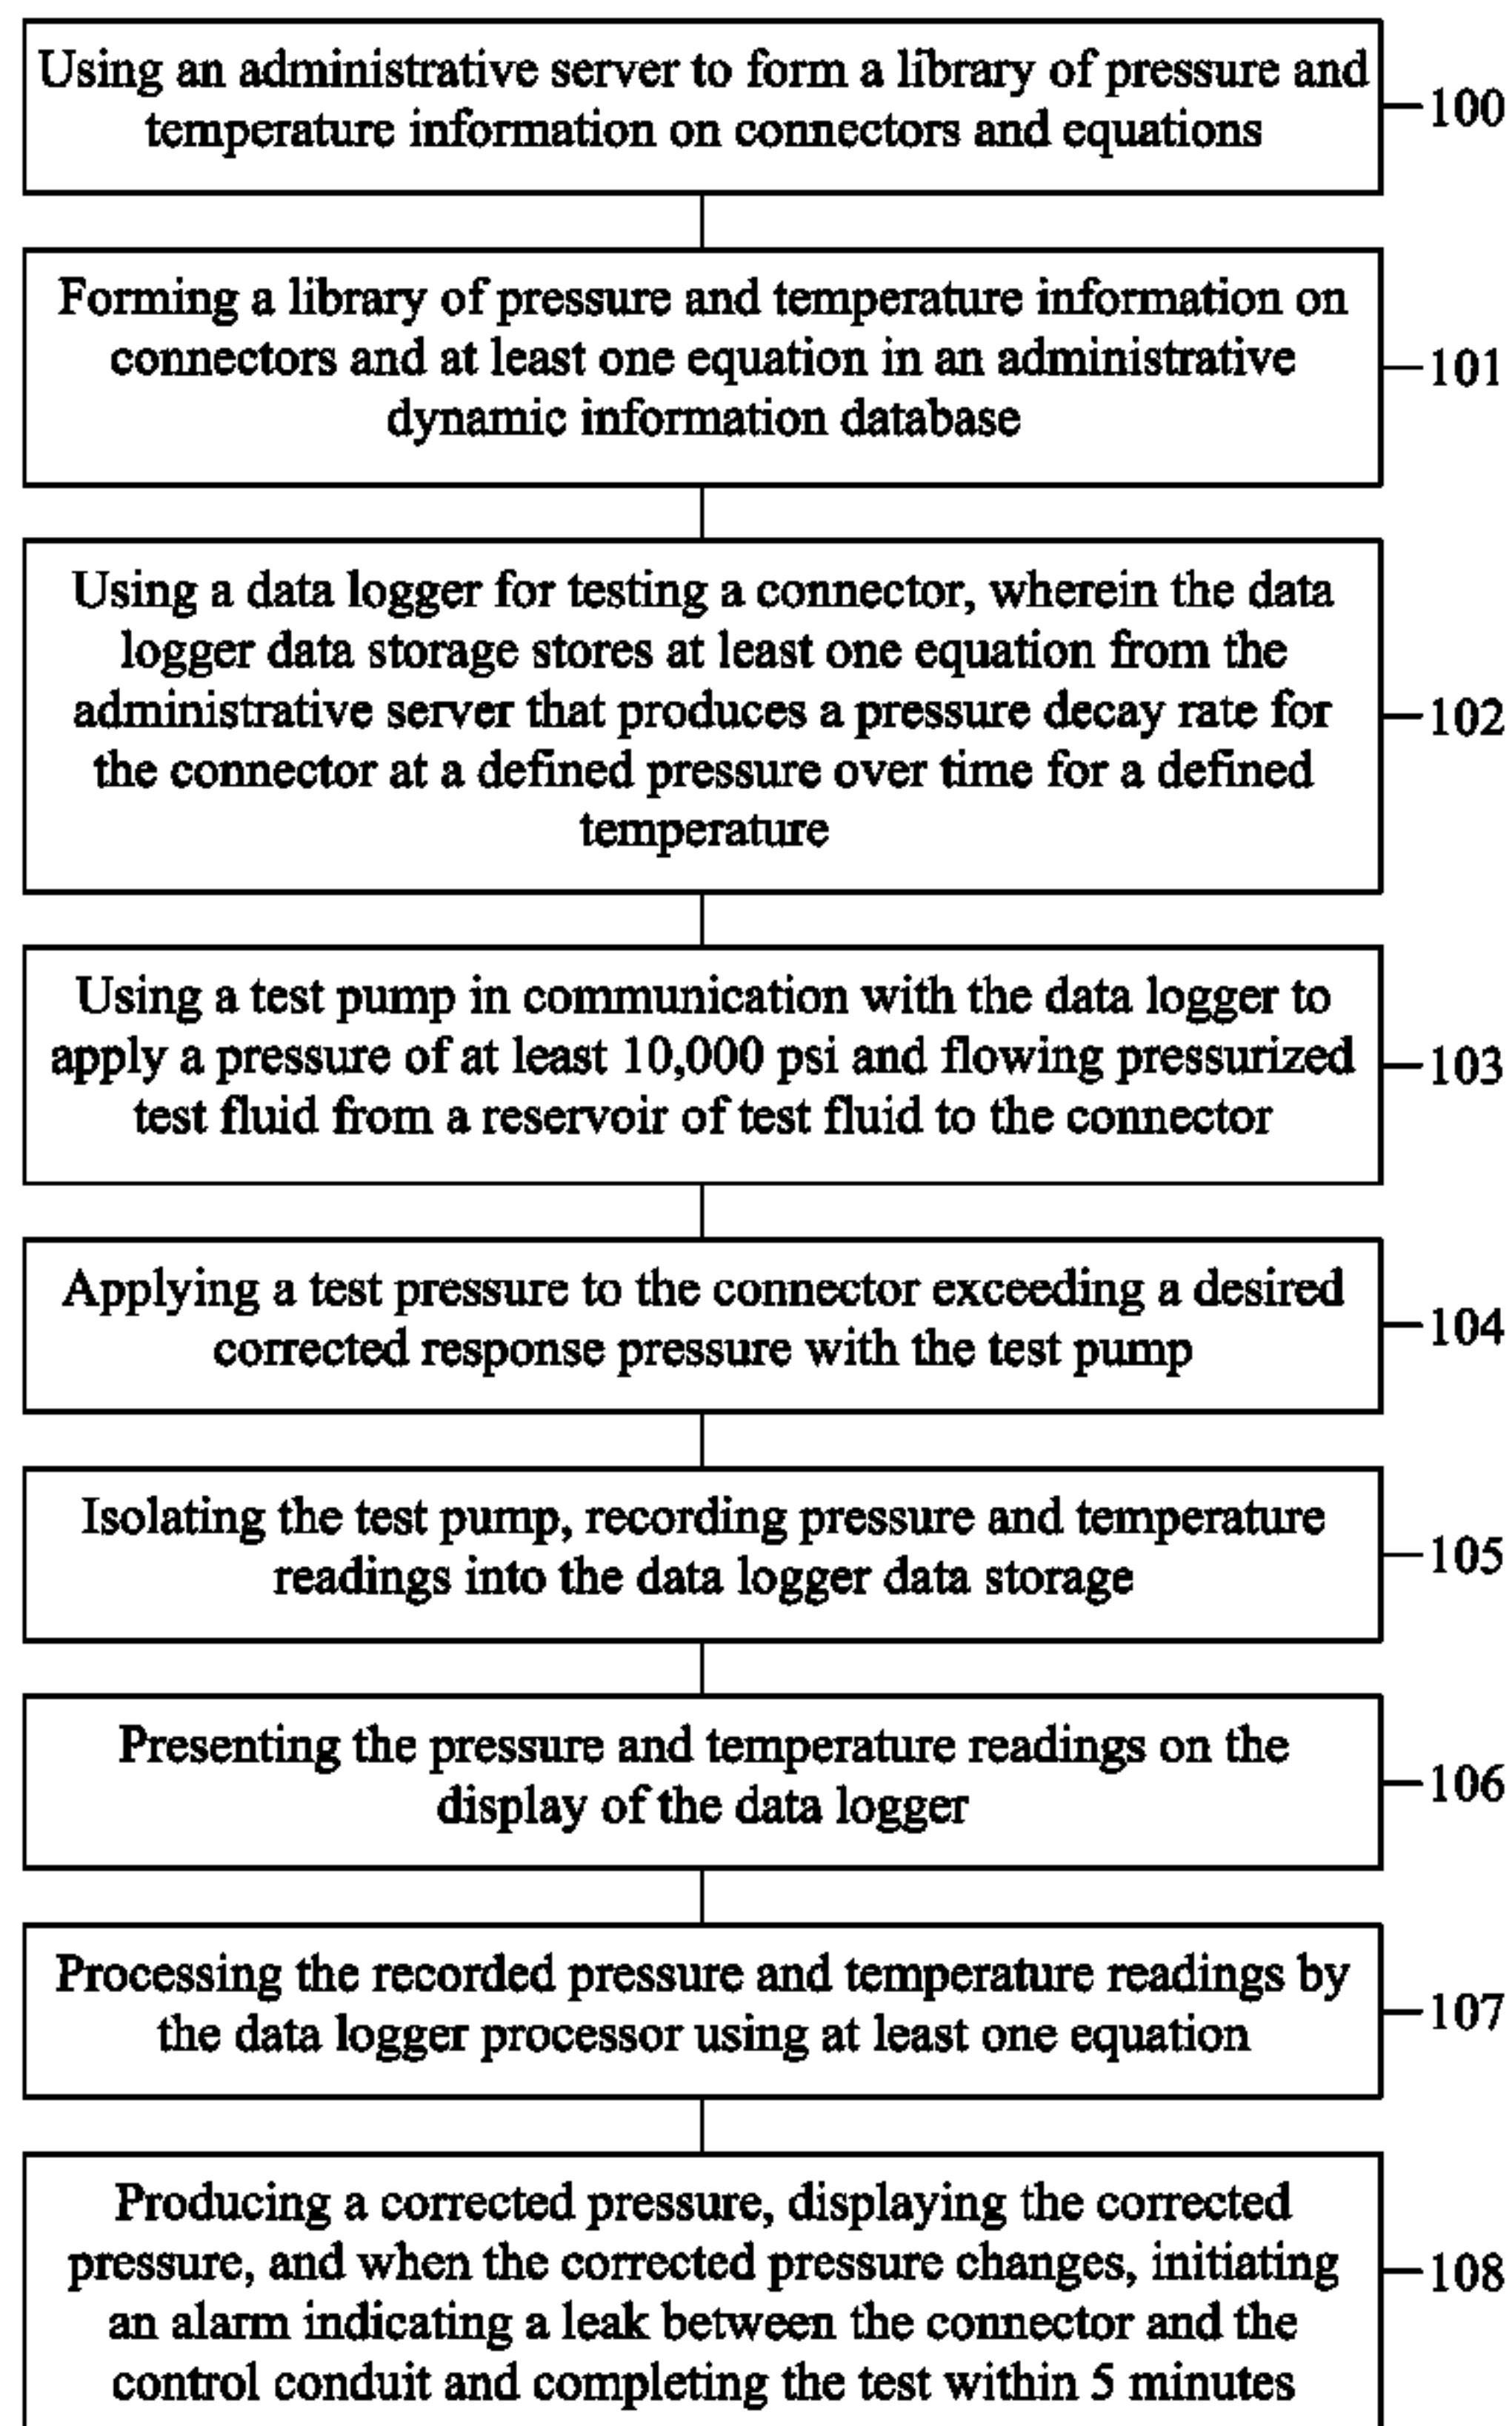 Using an administrative server to form a library of pressure and
temperature information on connectors and equations
100
Forming a library of pressure and temperature information on
connectors and at least one equation in an administrative
dynamic information database
101
Using a data logger for testing a connector, wherein the data
logger data storage stores at least one equation from the
administrative server that produces a pressure decay rate for
the connector at a defined pressure over time for a defined
temperature
102
Using a test pump in communication with the data logger to
apply a pressure of at least 10,000 psi and flowing pressurized
test fluid from a reservoir of test fluid to the connector
103
Applying a test pressure to the connector exceeding a desired
corrected response pressure with the test pump
104
Isolating the test pump, recording pressure and temperature
readings into the data logger data storage
105
Presenting the pressure and temperature readings on the
display of the data logger
106
Processing the recorded pressure and temperature readings by
the data logger processor using at least one equation
107
Producing a corrected pressure, displaying the corrected
pressure, and when the corrected pressure changes, initiating
an alarm indicating a leak between the connector and the
control conduit and completing the test within 5 minutes
108